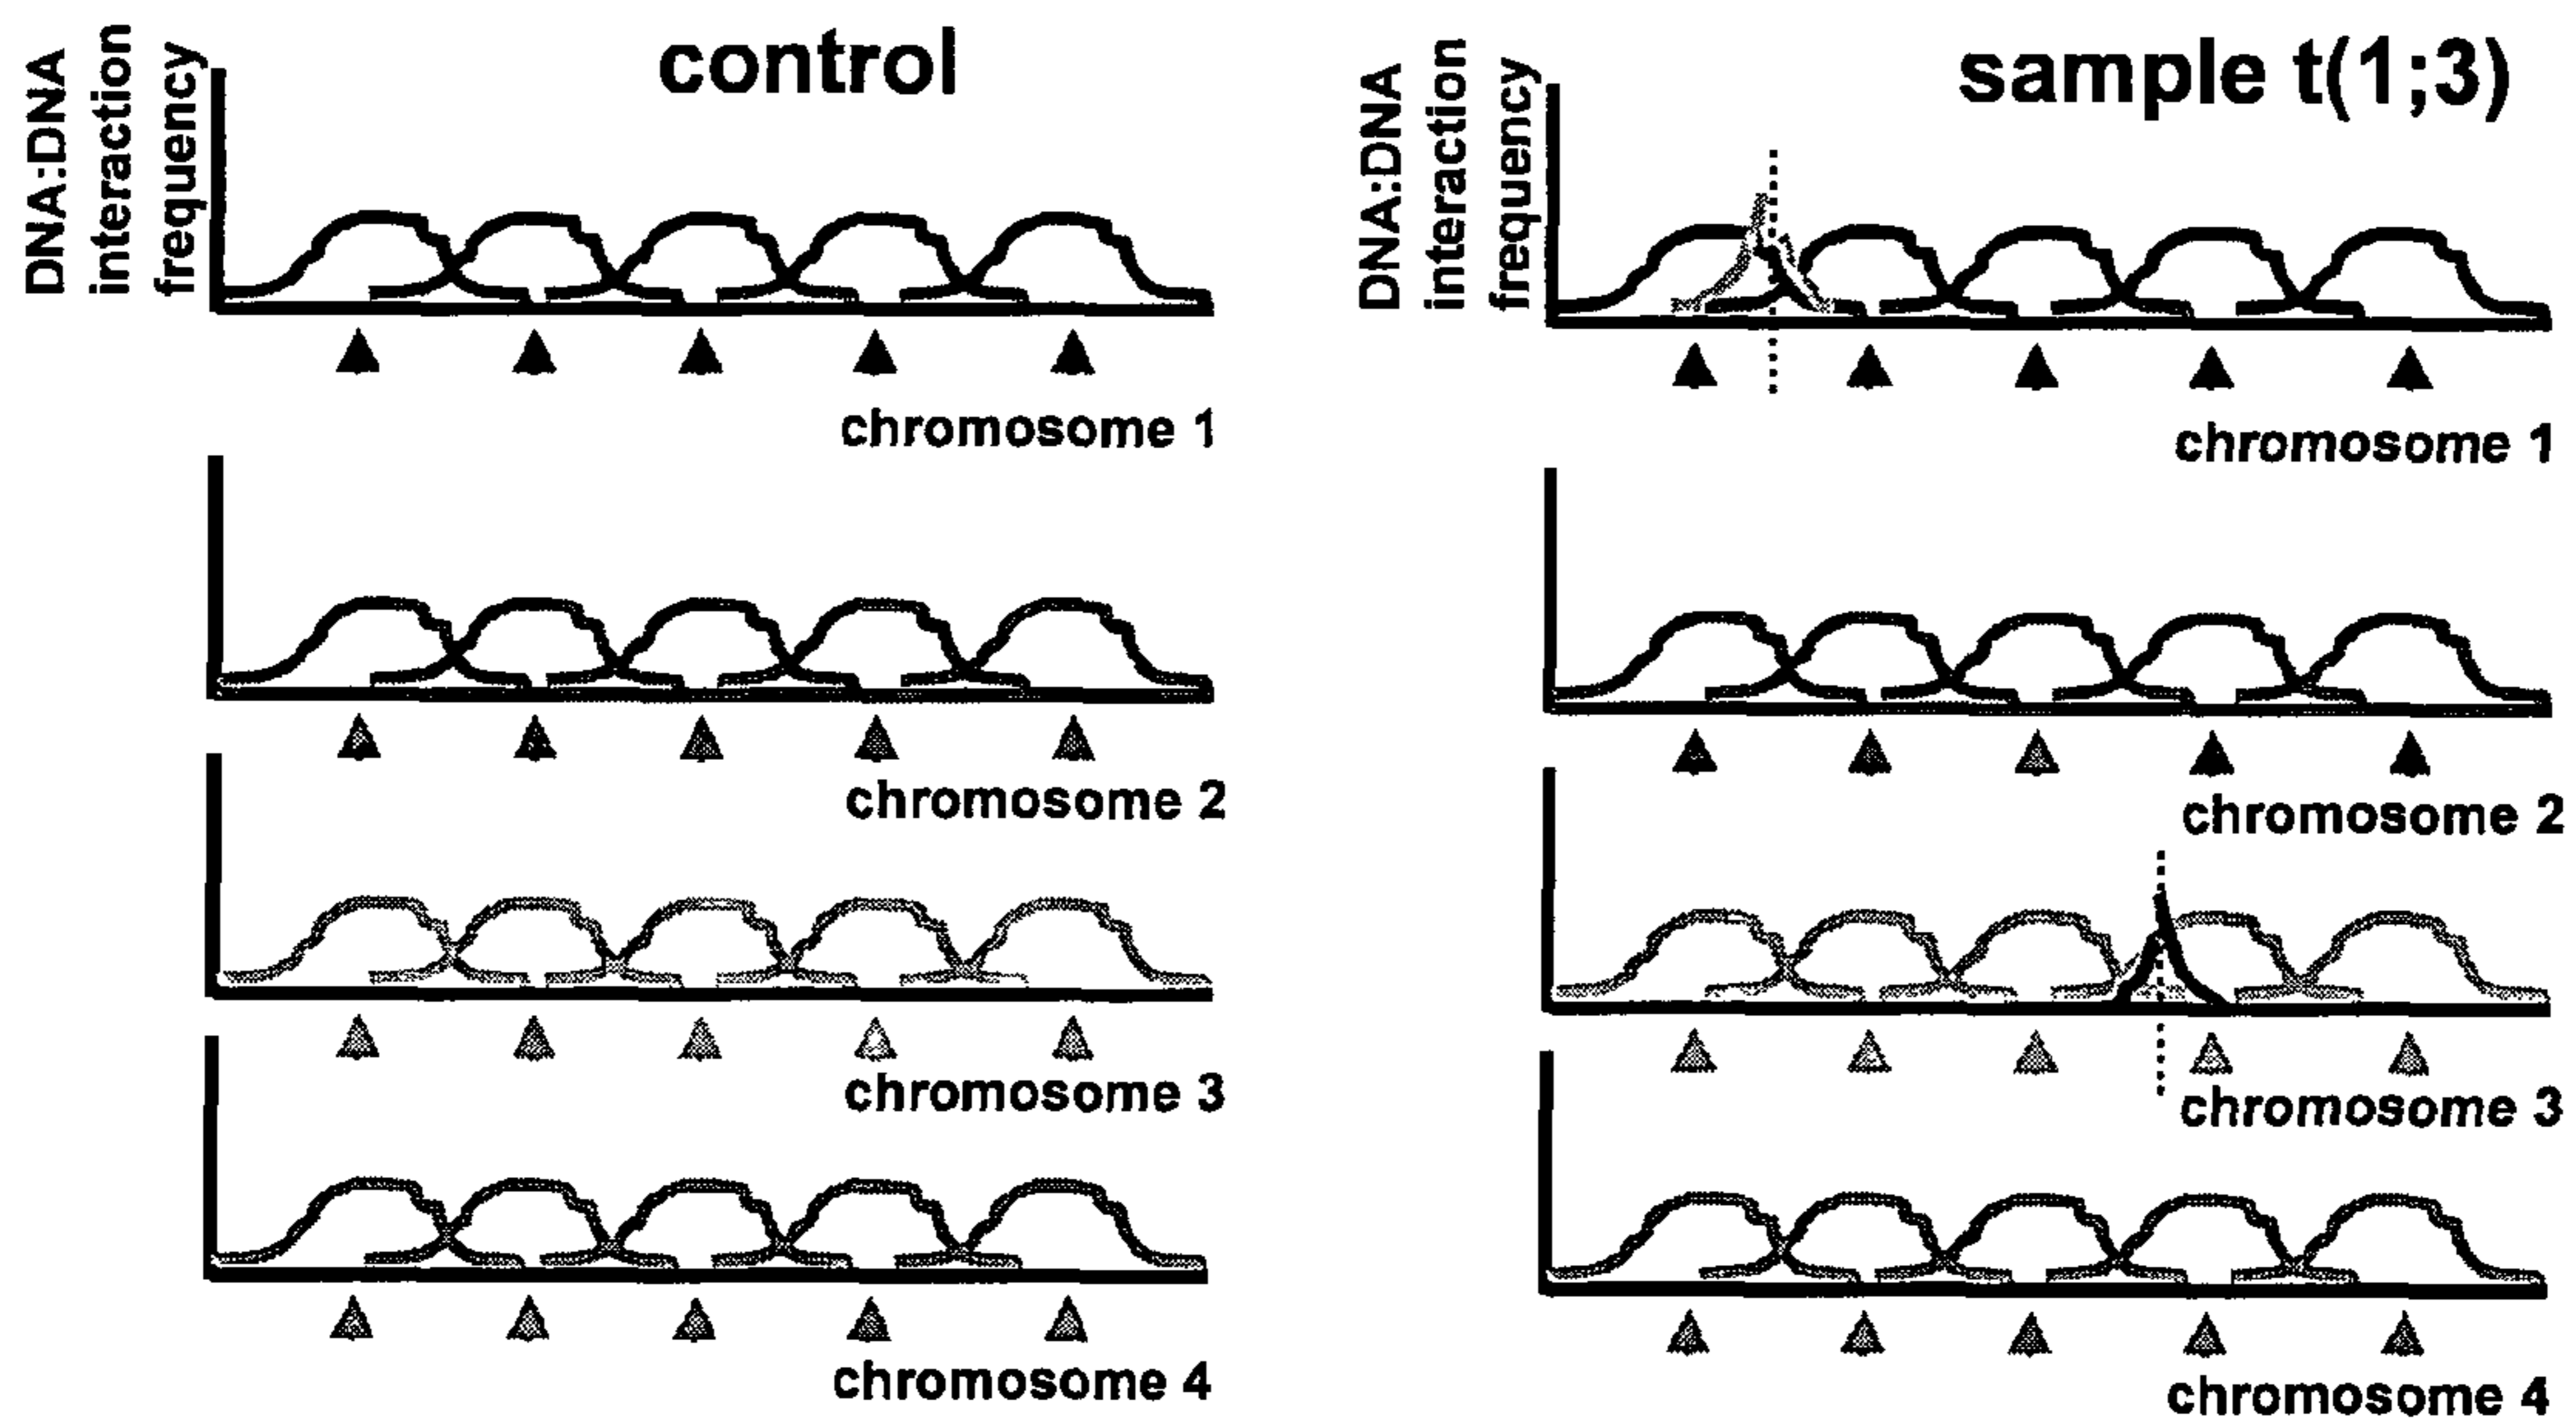 control
DNA:DNA
interaction
frequency
chromosome 1
chromosome 2
chromosome 3
chromosome 4
sample t(1;3)
DNA:DNA
interaction
frequency
chromosome 1
chromosome 2
chromosome 3
chromosome 4